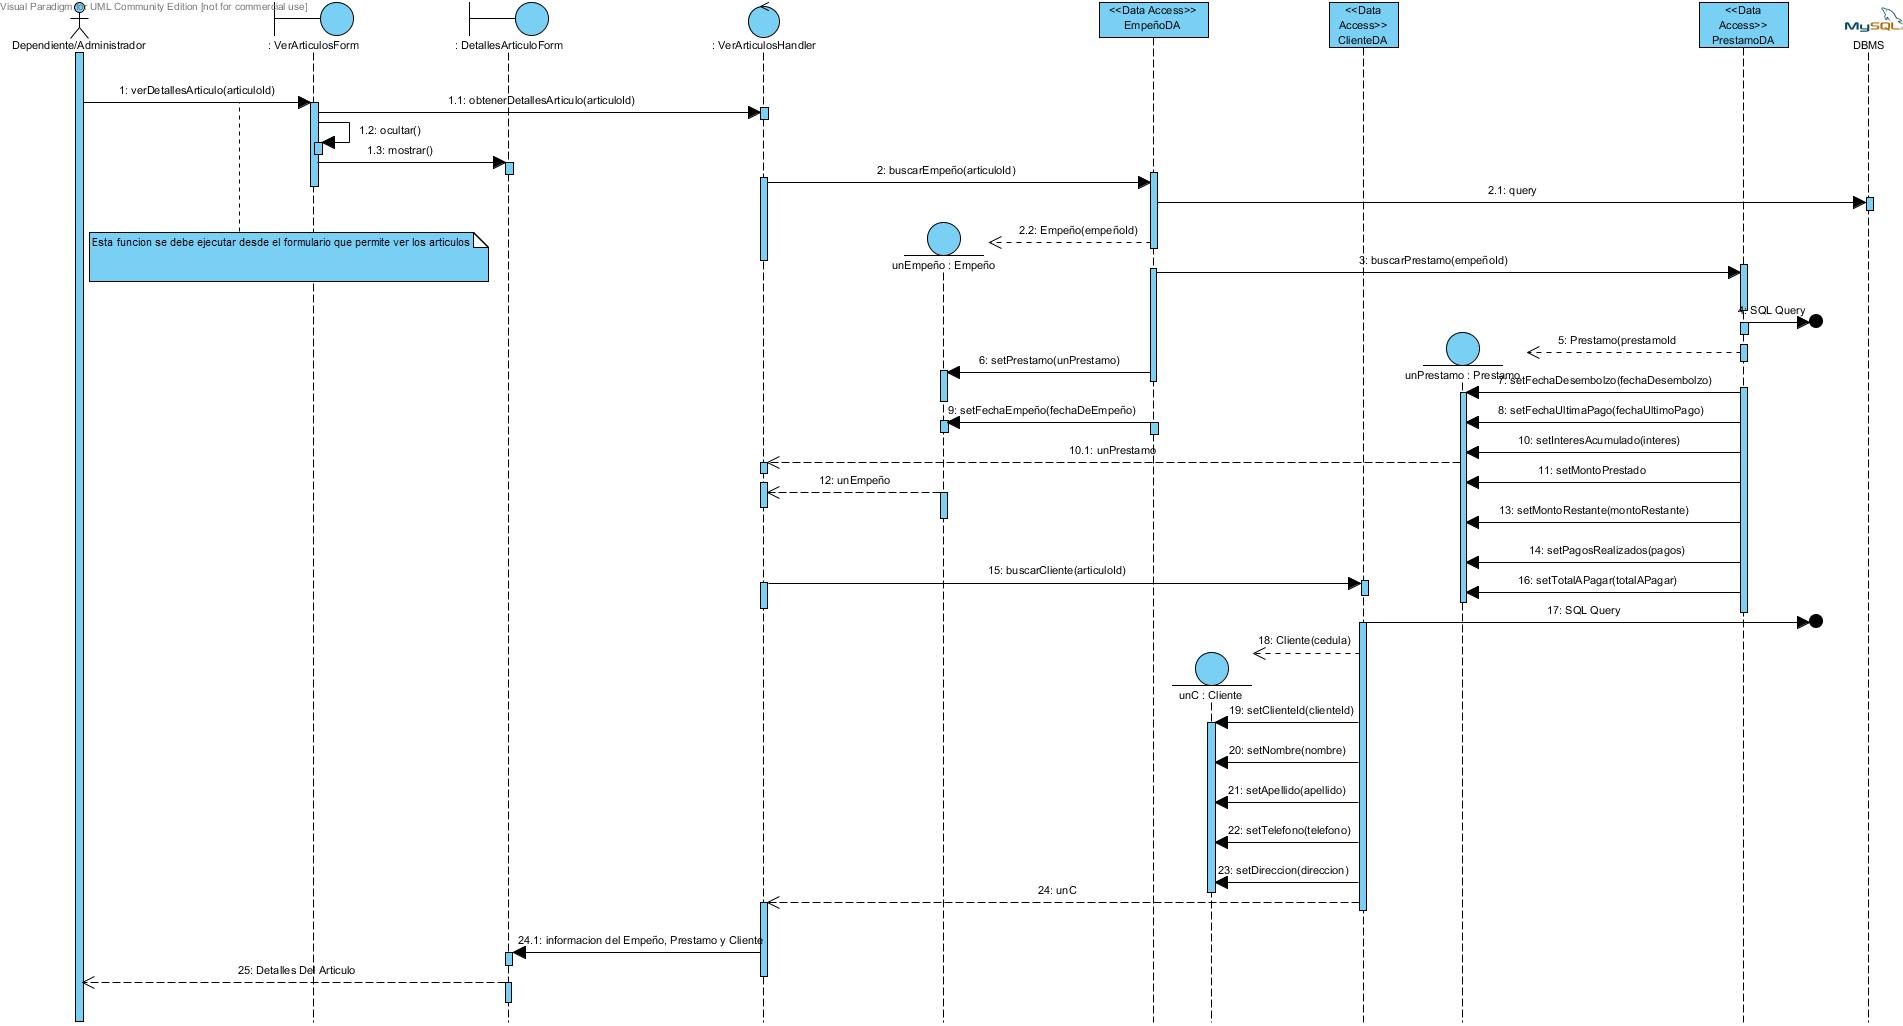 Visual Paradigm for UML Community Edition [not for commercial use]
Dependiente/Administrador
: VerArticulosForm
: DetallesArticuloForm
: VerArticulosHandler
<<Data Access>>
EmpeñoDA
<<Data
Access>>
ClienteDA
<<Data
Access>>
PrestamoDA
MySQL
DBMS
1: verDetallesArticulo(articuloId)
1.1: obtenerDetallesArticulo(articuloId)
1.2: ocultar()
1.3: mostrar()
2: buscarEmpeño(articuloId)
2.1: query
Esta funcion se debe ejecutar desde el formulario que permite ver los articulos
2.2: Empeño(empeñoId)
unEmpeño : Empeño
3: buscarPrestamo(empeñoId)
4: SQL Query
5: Prestamo(prestamoId
unPrestamo : Prestamo
6: setPrestamo(unPrestamo)
7: setFechaDesembolzo(fechaDesembolzo)
8: setFechaUltimaPago(fechaUltimoPago)
9: setFechaEmpeño(fechaDeEmpeño)
10: setInteresAcumulado(interes)
10.1: unPrestamo
11: setMontoPrestado
12: unEmpeño
13: setMontoRestante(montoRestante)
14: setPagosRealizados(pagos)
15: buscarCliente(articuloId)
16: setTotalAPagar(totalAPagar)
17: SQL Query
18: Cliente(cedula)
unC : Cliente
19: setClienteId(clienteId)
20: setNombre(nombre)
21: setApellido(apellido)
22: setTelefono(telefono)
23: setDireccion(direccion)
24: unC
24.1: informacion del Empeño, Prestamo y Cliente
25: Detalles Del Articulo